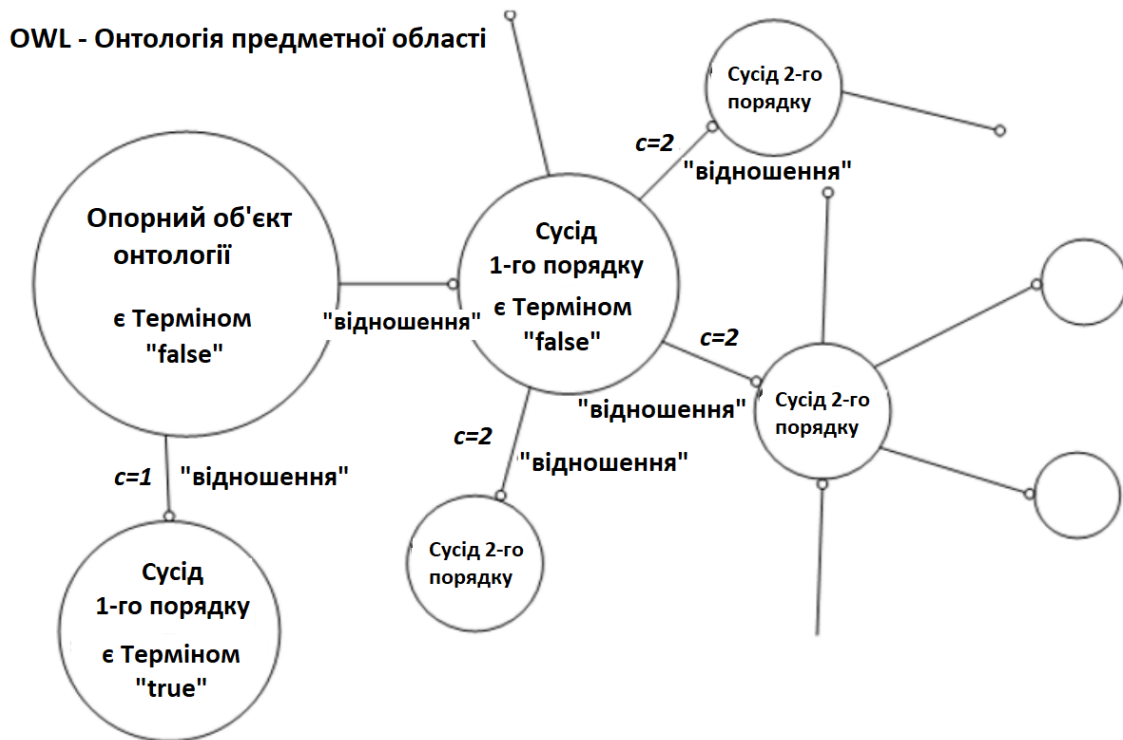 OWL - Онтологія предметної області
Сусід 2-го
порядку
c=2
"відношення"
Опорний об'єкт
онтології
є Терміном
"false"
"відношення"
Сусід
1-го порядку
є Терміном
"false"
c=2
"відношення"
Сусід 2-го
порядку
c=2
"відношення"
Сусід 2-го
порядку
c=1
"відношення"
Сусід
1-го порядку
є Терміном
"true"